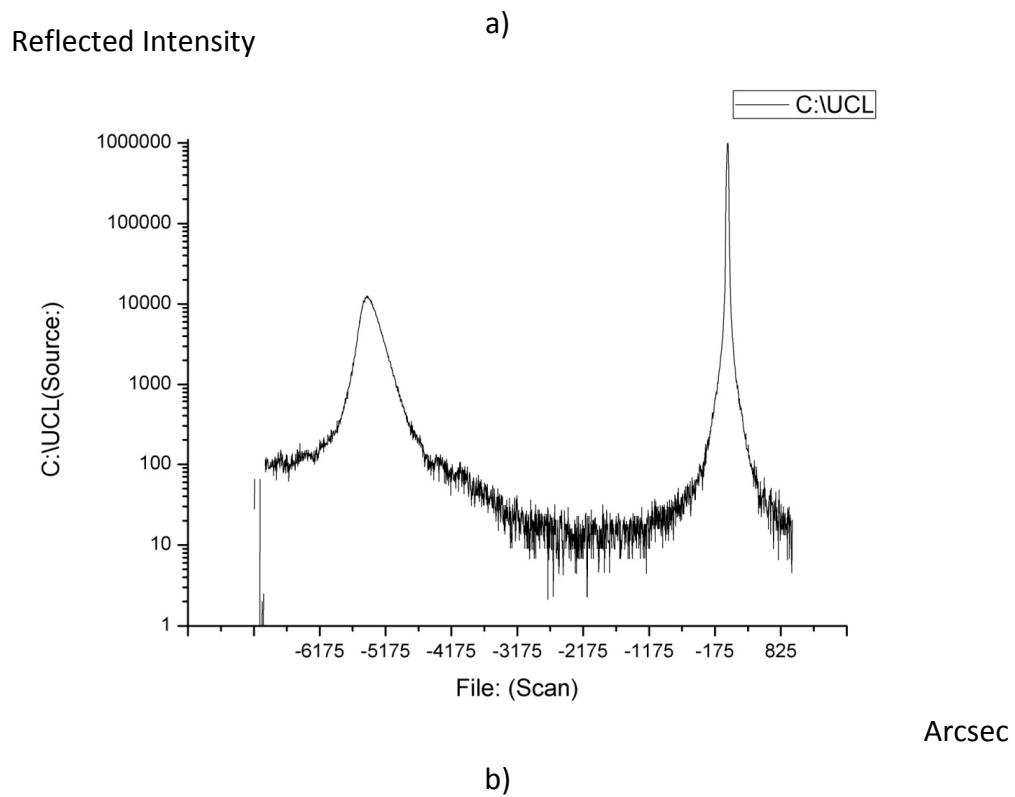 a)
Reflected Intensity
C:\UCL
1000000
100000
10000
1000
100
10
1
C:\UCL(Source:)
-6175 -5175 -4175 -3175 -2175 -1175 -175 825
File: (Scan)
Arcsec
b)